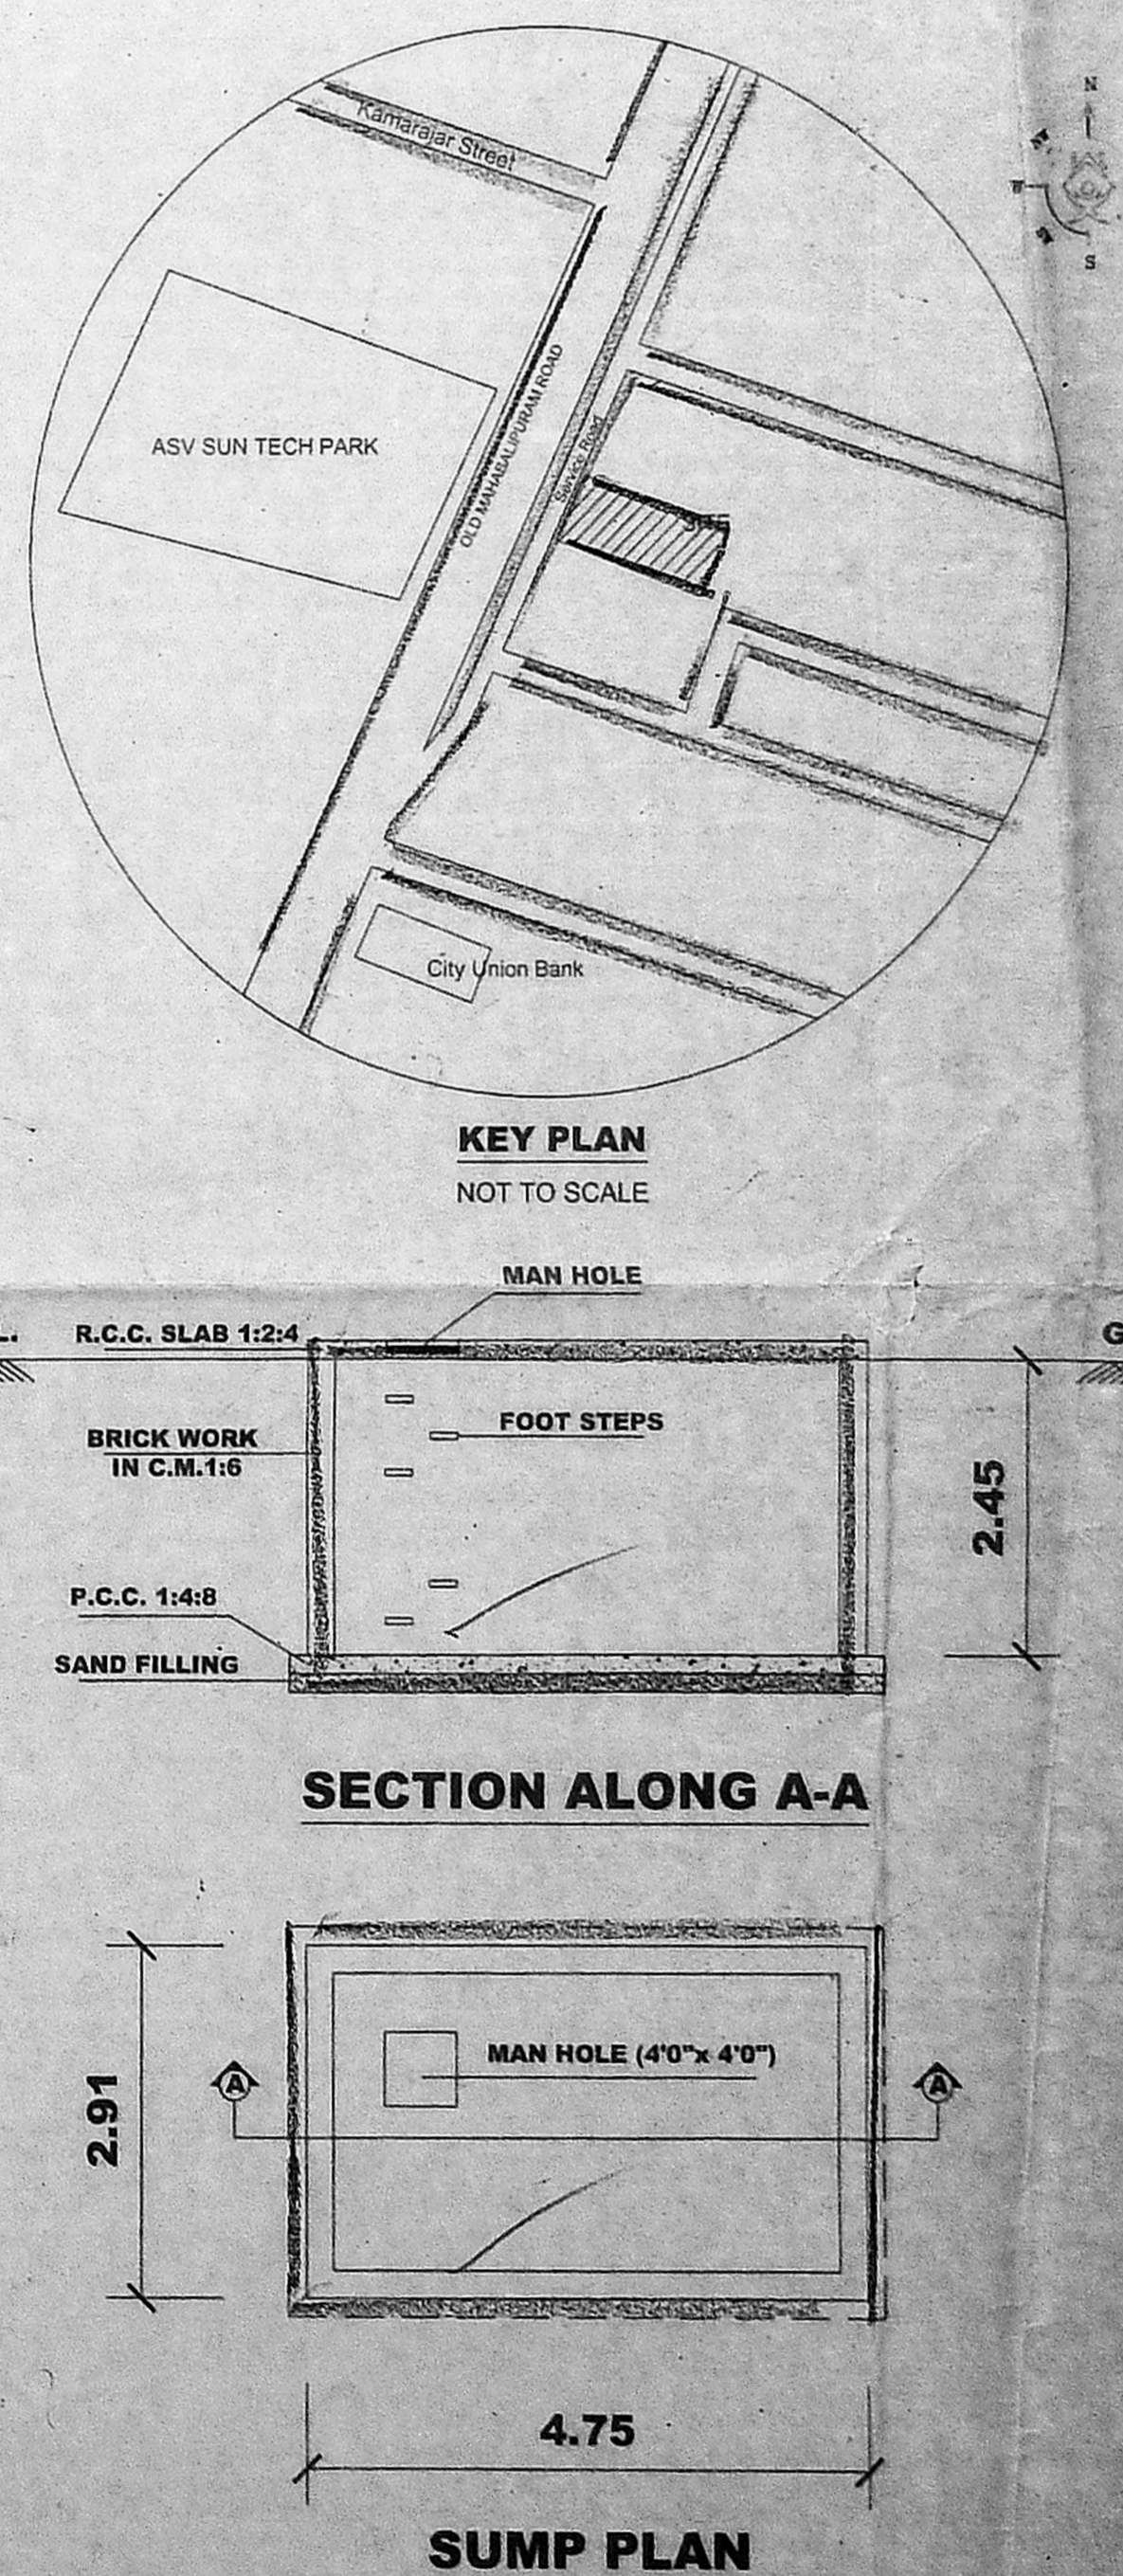 N
W
S
Kamarajar Street
OLD MAHABALIPURAM ROAD
Service Road
ASV SUN TECH PARK
City Union Bank
KEY PLAN
NOT TO SCALE
MAN HOLE
R.C.C. SLAB 1:2:4
BRICK WORK
IN C.M.1:6
FOOT STEPS
2.45
P.C.C. 1:4:8
SAND FILLING
SECTION ALONG A-A
MAN HOLE (4'0"x 4'0")
A
A
2.91
4.75
SUMP PLAN